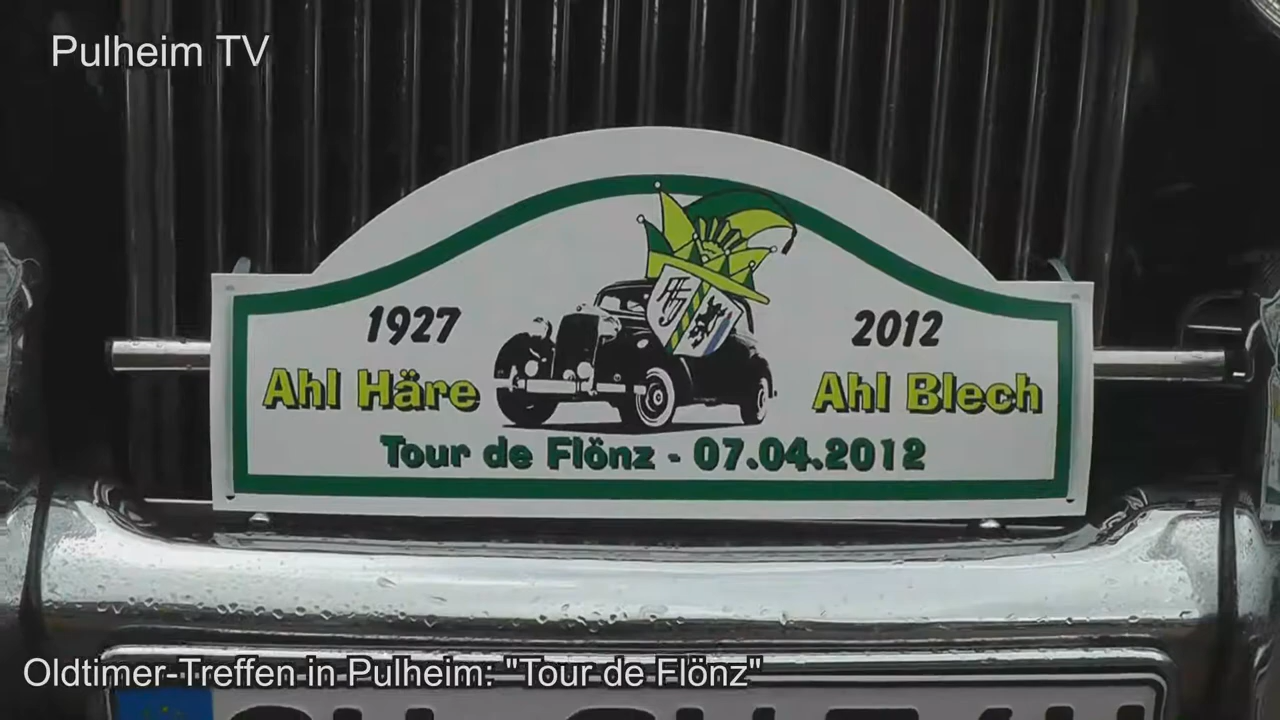 Pulheim TV
1927
2012
Ahl Häre
Ahl Blech
Tour de Flönz - 07.04.2012
Oldtimer-Treffen in Pulheim: "Tour de Flönz"